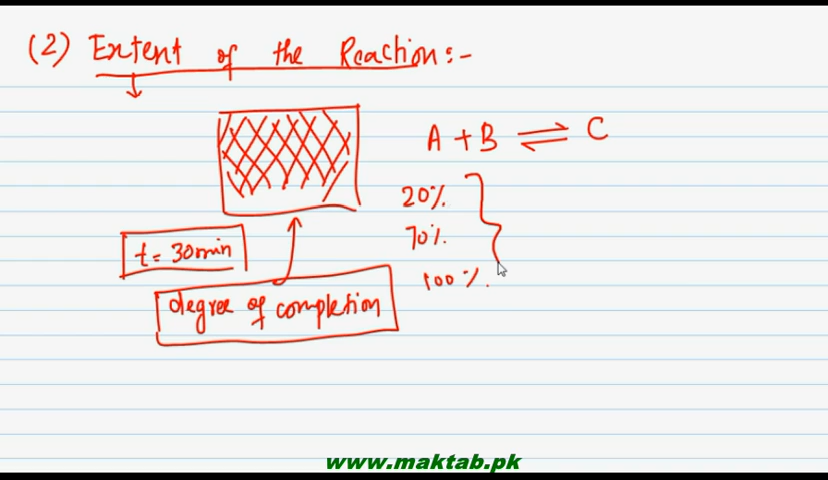 (2) Extent of the Reaction:-
A + B ⇌ C
20%
70%
100%.
t = 30min
degree of completion
www.maktab.pk